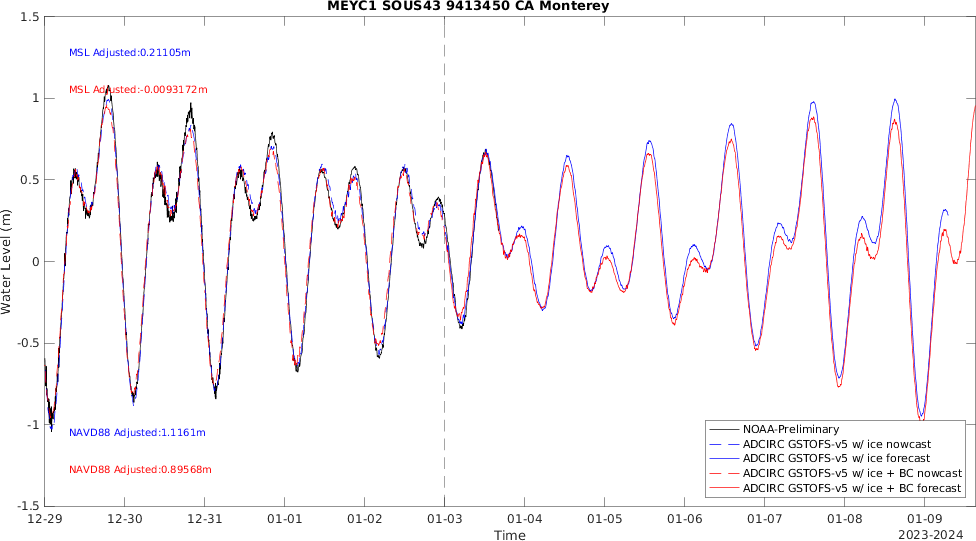 MEYC1 SOUS43 9413450 CA Monterey
1.5
1
0.5
0
-0.5
-1
-1.5
Water Level (m)
MSL Adjusted:0.21105m
MSL Adjusted:-0.0093172m
NAVD88 Adjusted:1.1161m
NAVD88 Adjusted:0.89568m
NOAA-Preliminary
ADCIRC GSTOFS-v5 w/ ice nowcast
ADCIRC GSTOFS-v5 w/ ice forecast
ADCIRC GSTOFS-v5 w/ ice + BC nowcast
ADCIRC GSTOFS-v5 w/ ice + BC forecast
12-29 12-30 12-31 01-01 01-02 01-03 01-04 01-05 01-06 01-07 01-08 01-09
Time
2023-2024